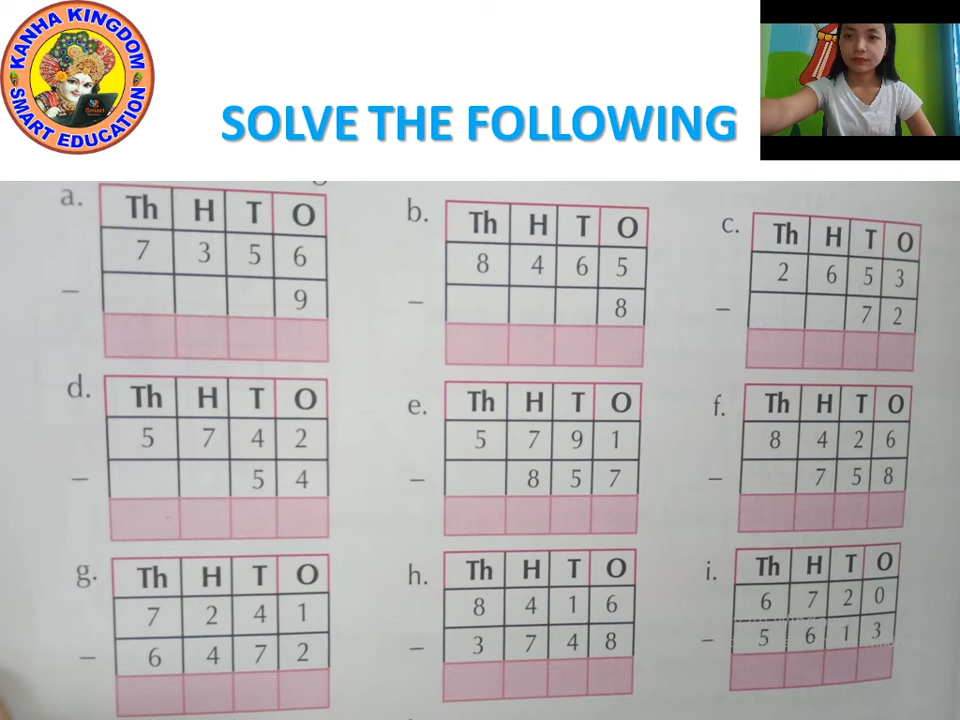 KANHA KINGDOM
Smart
SMART EDUCATION
SOLVE THE FOLLOWING
a.
Th H T O
7 3 5 6
– 9
b.
Th H T O
8 4 6 5
– 8
c.
Th H T O
2 6 5 3
– 7 2
d.
Th H T O
5 7 4 2
– 5 4
e.
Th H T O
5 7 9 1
– 8 5 7
f.
Th H T O
8 4 2 6
– 7 5 8
g.
Th H T O
7 2 4 1
– 6 4 7 2
h.
Th H T O
8 4 1 6
– 3 7 4 8
i.
Th H T O
6 7 2 0
– 5 6 1 3